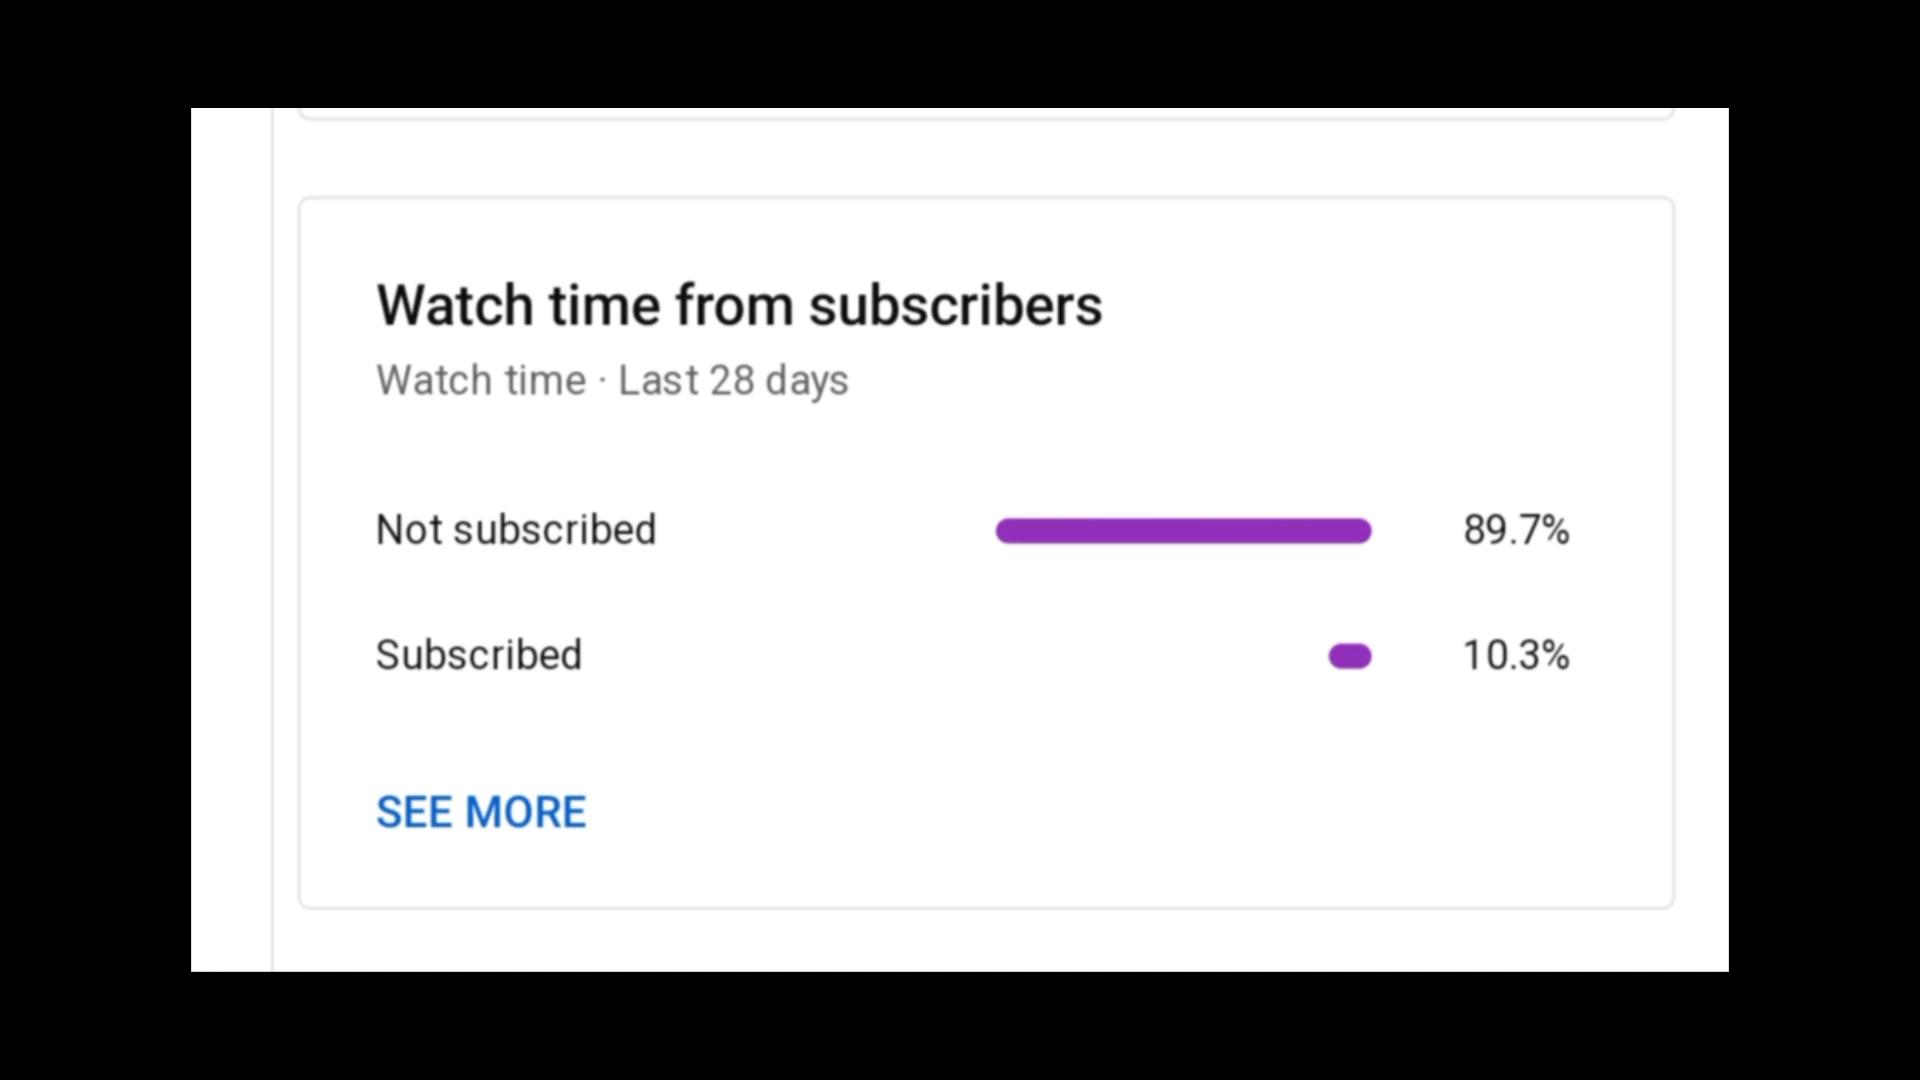 Watch time from subscribers
Watch time · Last 28 days
Not subscribed 89.7%
Subscribed 10.3%
SEE MORE